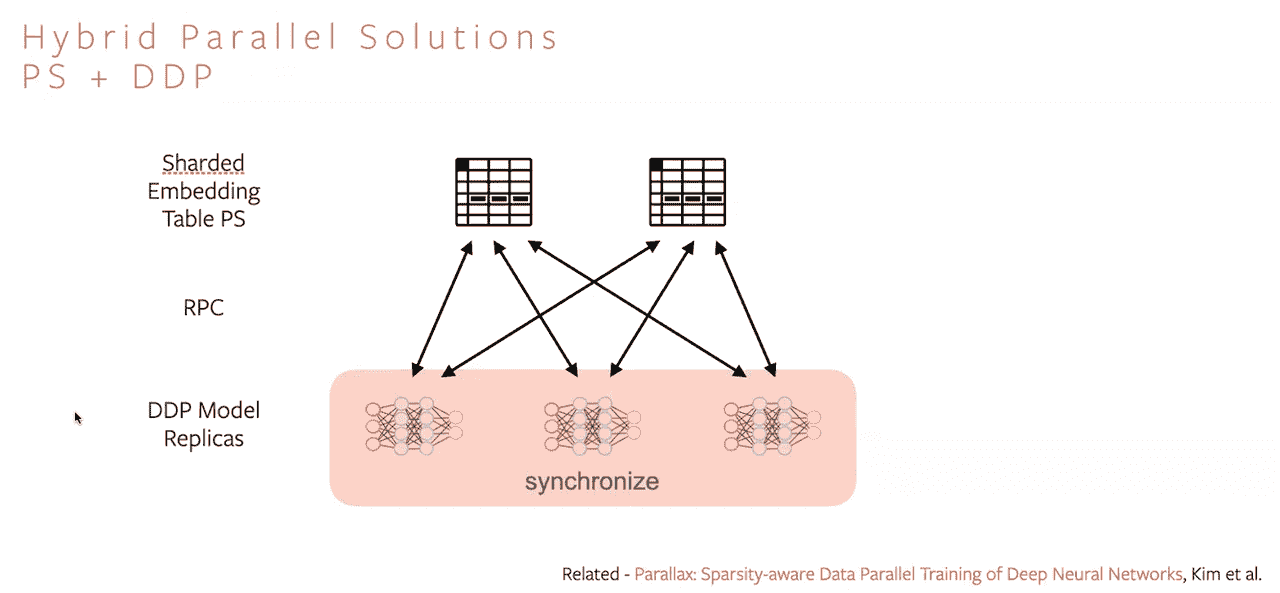 Hybrid Parallel Solutions
PS + DDP
Sharded
Embedding
Table PS
RPC
DDP Model
Replicas
synchronize
Related - Parallax: Sparsity-aware Data Parallel Training of Deep Neural Networks, Kim et al.